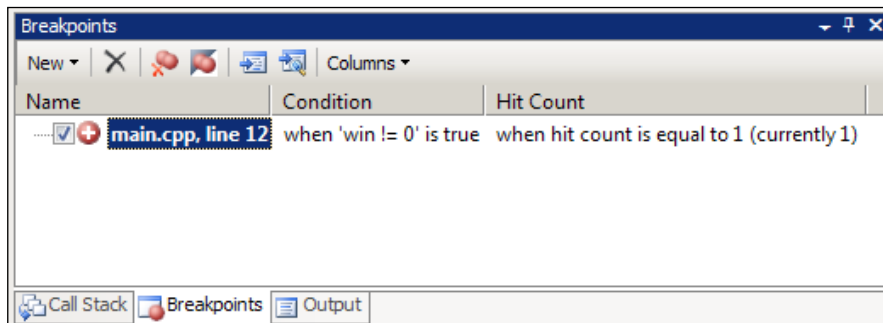 Breakpoints
New Columns
Name Condition Hit Count
main.cpp, line 12 when 'win != 0' is true when hit count is equal to 1 (currently 1)
Call Stack Breakpoints Output